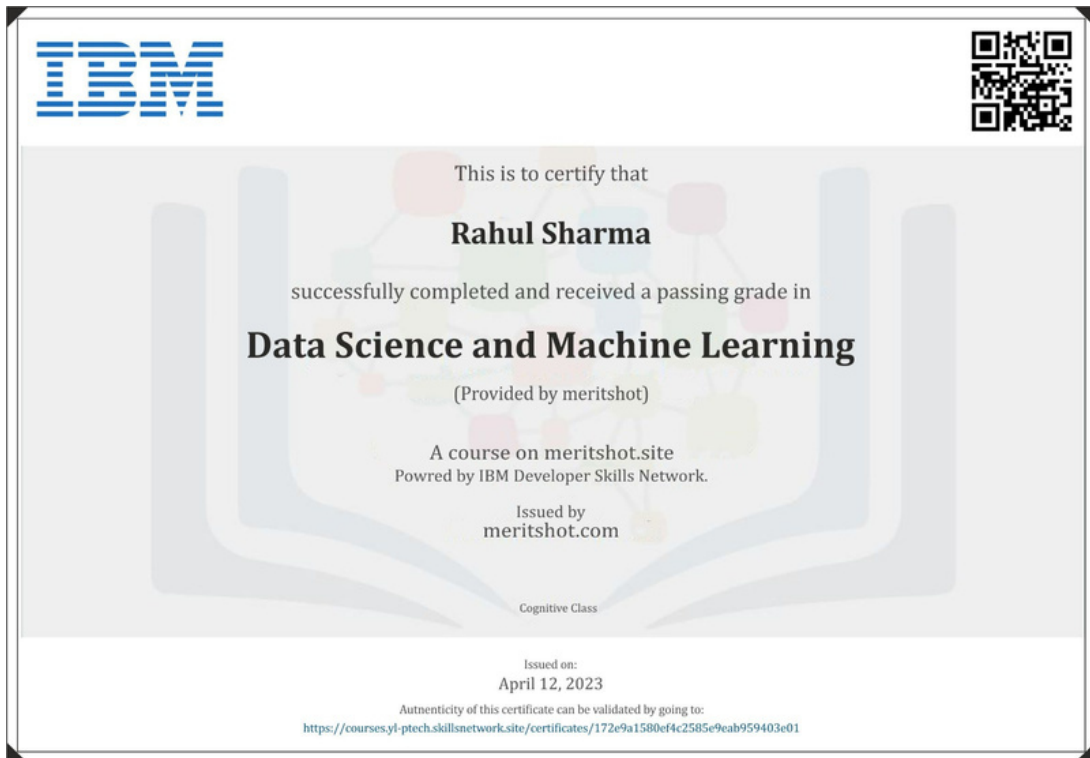 IBM
This is to certify that
Rahul Sharma
successfully completed and received a passing grade in
Data Science and Machine Learning
(Provided by meritshot)
A course on meritshot.site
Powred by IBM Developer Skills Network.
Issued by
meritshot.com
Cognitive Class
Issued on:
April 12, 2023
Autnenticity of this certificate can be validated by going to:
https://courses.yl-ptech.skillsnetwork.site/certificates/172e9a1580ef4c2585e9eab959403e01